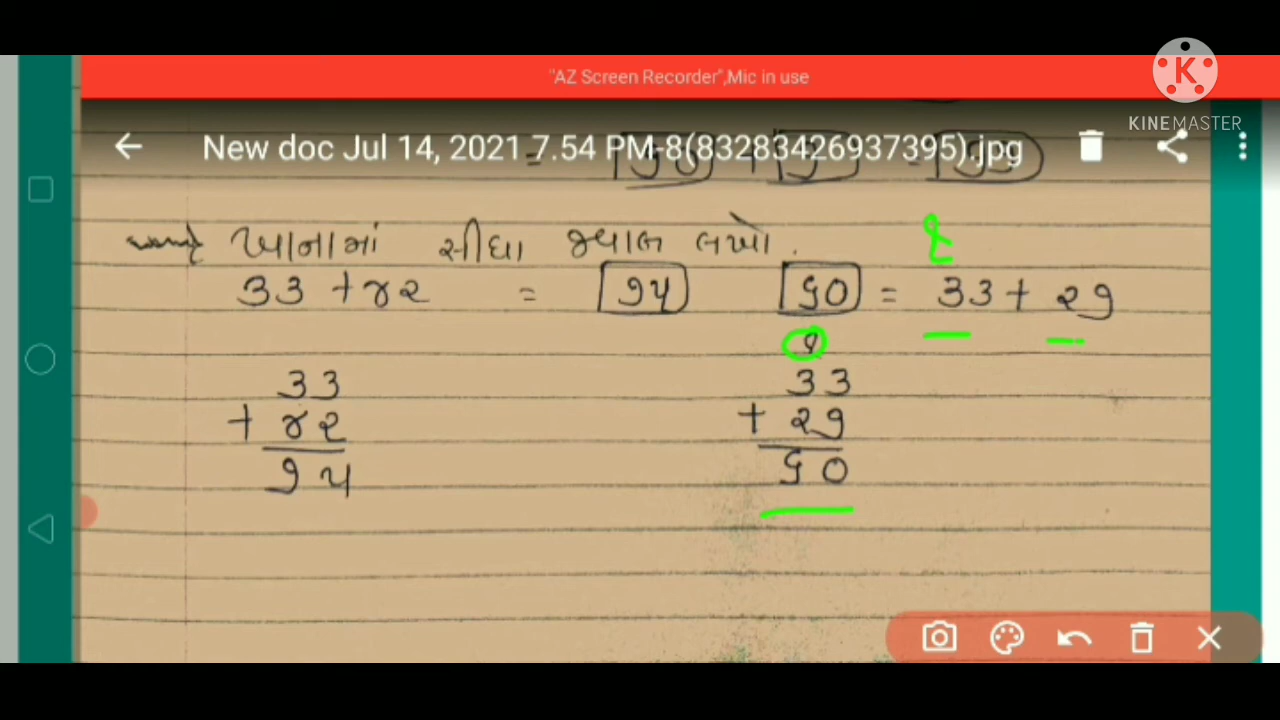 "AZ Screen Recorder",Mic in use
KINEMASTER
New doc Jul 14, 2021 7.54 PM-8(83283426937395).jpg
ખાનામાં સીધા જવાબ લખો.
૩૩ + ૪૨ = ૭૫ ૬૦ = ૩૩ + ૨૭
૧
૩૩ ૩૩
+ ૪૨ + ૨૭
૭૫ ૬૦